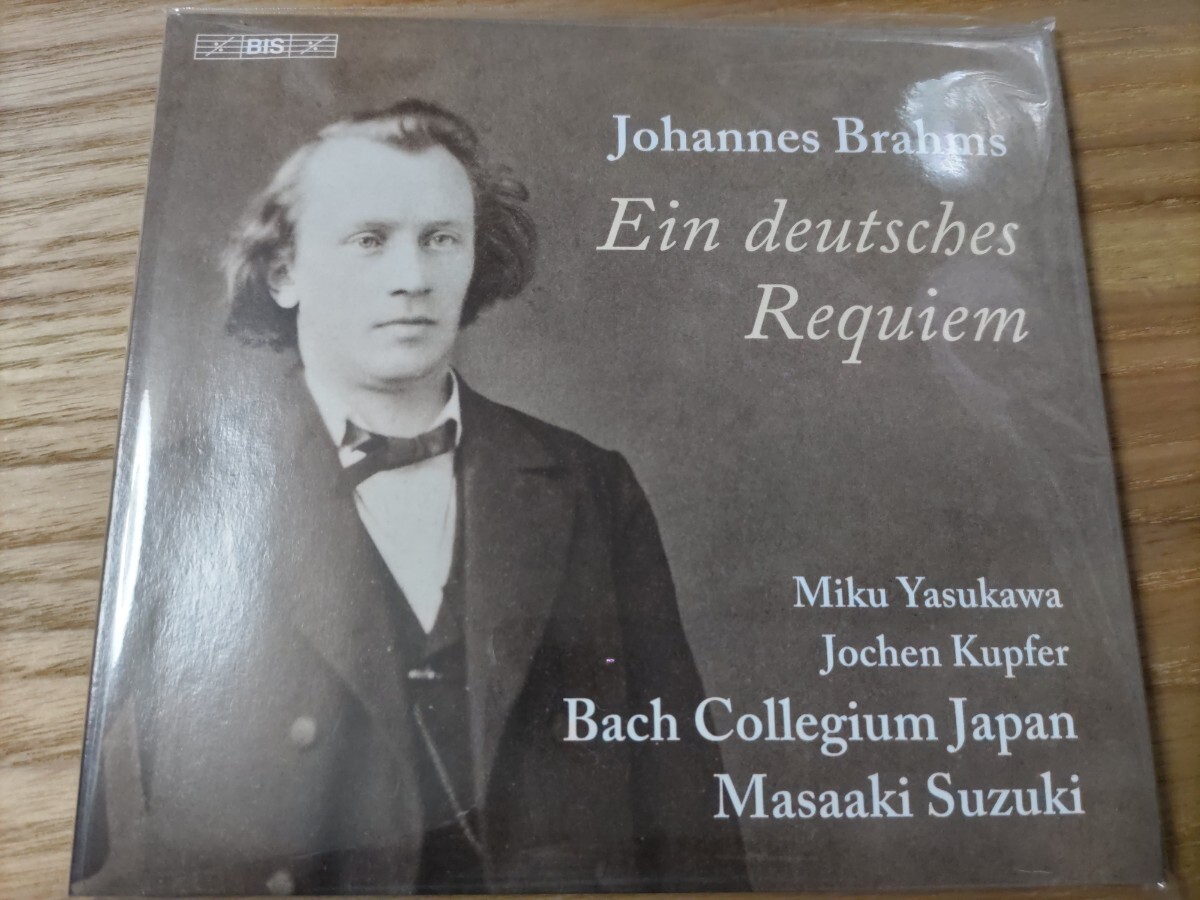 BIS
Johannes Brahms
Ein deutsches
Requiem
Miku Yasukawa
Jochen Kupfer
Bach Collegium Japan
Masaaki Suzuki